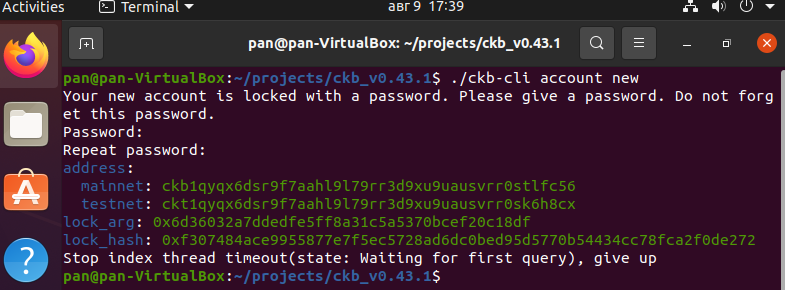 Activities Terminal авг 9 17:39
pan@pan-VirtualBox: ~/projects/ckb_v0.43.1
pan@pan-VirtualBox:~/projects/ckb_v0.43.1$ ./ckb-cli account new
Your new account is locked with a password. Please give a password. Do not forg
et this password.
Password:
Repeat password:
address:
  mainnet: ckb1qyqx6dsr9f7aahl9l79rr3d9xu9uausvrr0stlfc56
  testnet: ckt1qyqx6dsr9f7aahl9l79rr3d9xu9uausvrr0sk6h8cx
lock_arg: 0x6d36032a7ddedfe5ff8a31c5a5370bcef20c18df
lock_hash: 0xf307484ace9955877e7f5ec5728ad6dc0bed95d5770b54434cc78fca2f0de272
Stop index thread timeout(state: Waiting for first query), give up
pan@pan-VirtualBox:~/projects/ckb_v0.43.1$